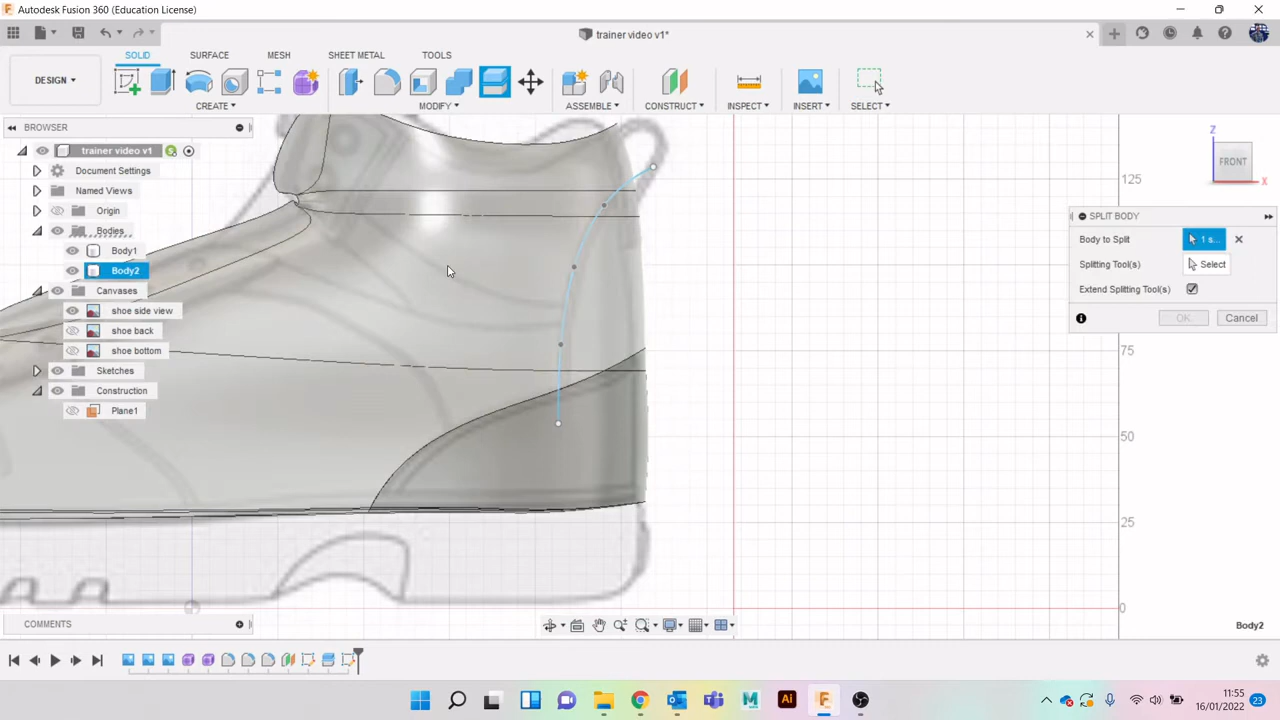 Autodesk Fusion 360 (Education License)
trainer video v1*
DESIGN
SOLID SURFACE MESH SHEET METAL TOOLS
CREATE MODIFY ASSEMBLE CONSTRUCT INSPECT INSERT SELECT
BROWSER
trainer video v1
Document Settings
Named Views
Origin
Bodies
Body1
Body2
Canvases
shoe side view
shoe back
shoe bottom
Sketches
Construction
Plane1
Z
FRONT
X
125
75
50
25
0
SPLIT BODY
Body to Split 1 s...
Splitting Tool(s) Select
Extend Splitting Tool(s)
OK Cancel
COMMENTS
Body2
11:55
16/01/2022
23